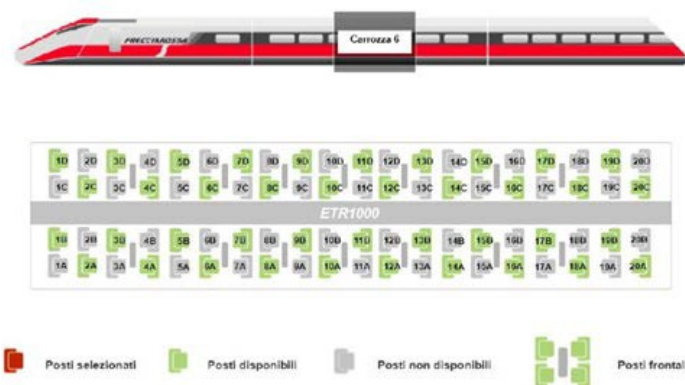 FRECCIAROSSA
Carrozza 6
1D 2D 3D 4D 5D 6D 7D 8D 9D 10D 11D 12D 13D 14D 15D 16D 17D 18D 19D 20D
1C 2C 3C 4C 5C 6C 7C 8C 9C 10C 11C 12C 13C 14C 15C 16C 17C 18C 19C 20C
ETR1000
1B 2B 3B 4B 5B 6B 7B 8B 9B 10B 11B 12B 13B 14B 15B 16B 17B 18B 19B 20B
1A 2A 3A 4A 5A 6A 7A 8A 9A 10A 11A 12A 13A 14A 15A 16A 17A 18A 19A 20A
Posti selezionati Posti disponibili Posti non disponibili Posti frontal